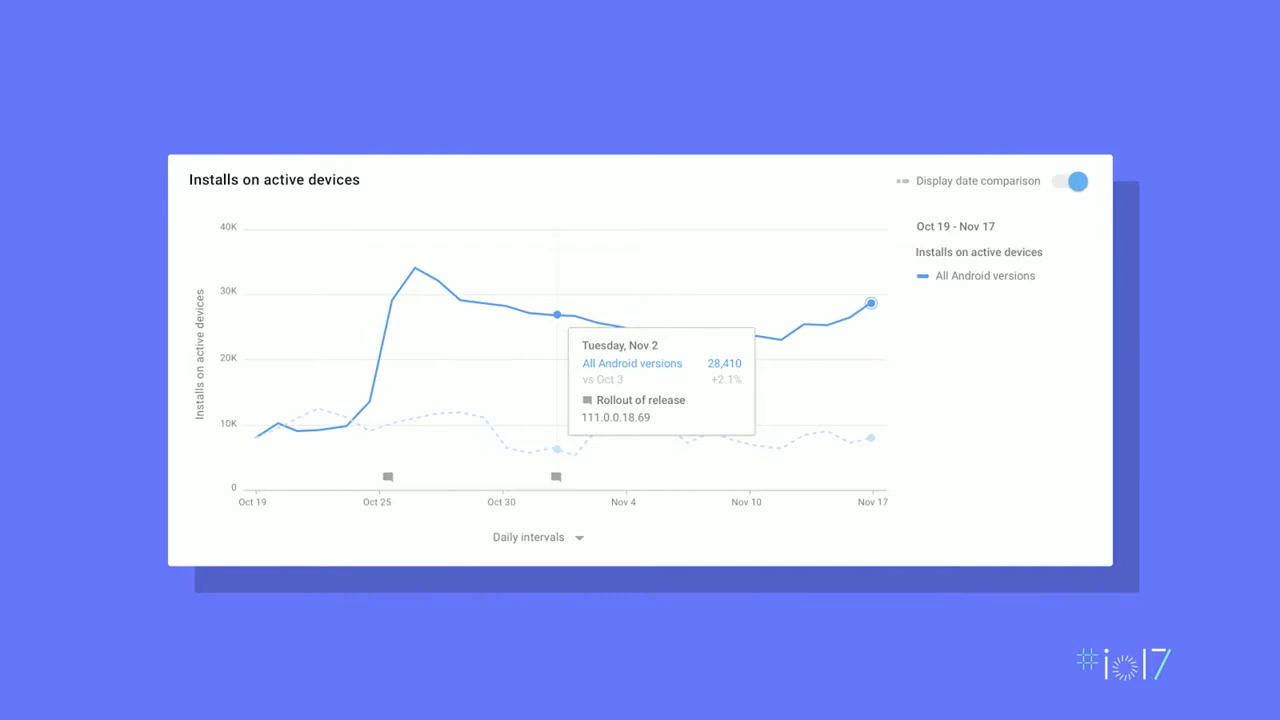 Installs on active devices
Display date comparison
Oct 19 - Nov 17
Installs on active devices
All Android versions
Installs on active devices
40K
30K
20K
10K
0
Tuesday, Nov 2
All Android versions 28,410
vs Oct 3 +2.1%
Rollout of release
111.0.0.18.69
Oct 19 Oct 25 Oct 30 Nov 4 Nov 10 Nov 17
Daily intervals
#io17